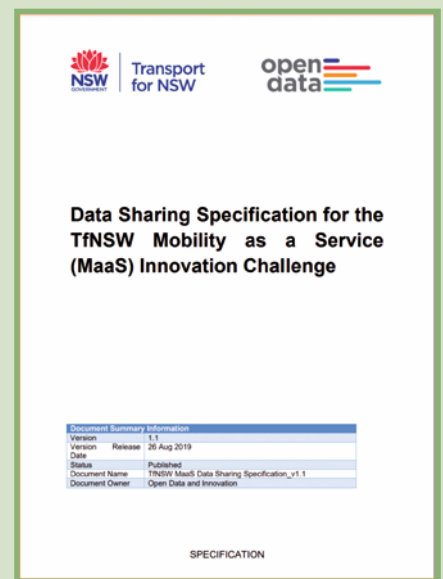 NSW
GOVERNMENT
Transport
for NSW
open
data
Data Sharing Specification for the
TfNSW Mobility as a Service
(MaaS) Innovation Challenge
Document Summary Information
Version 1.1
Version Release 26 Aug 2019
Date
Status Published
Document Name TfNSW MaaS Data Sharing Specification_v1.1
Document Owner Open Data and Innovation
SPECIFICATION